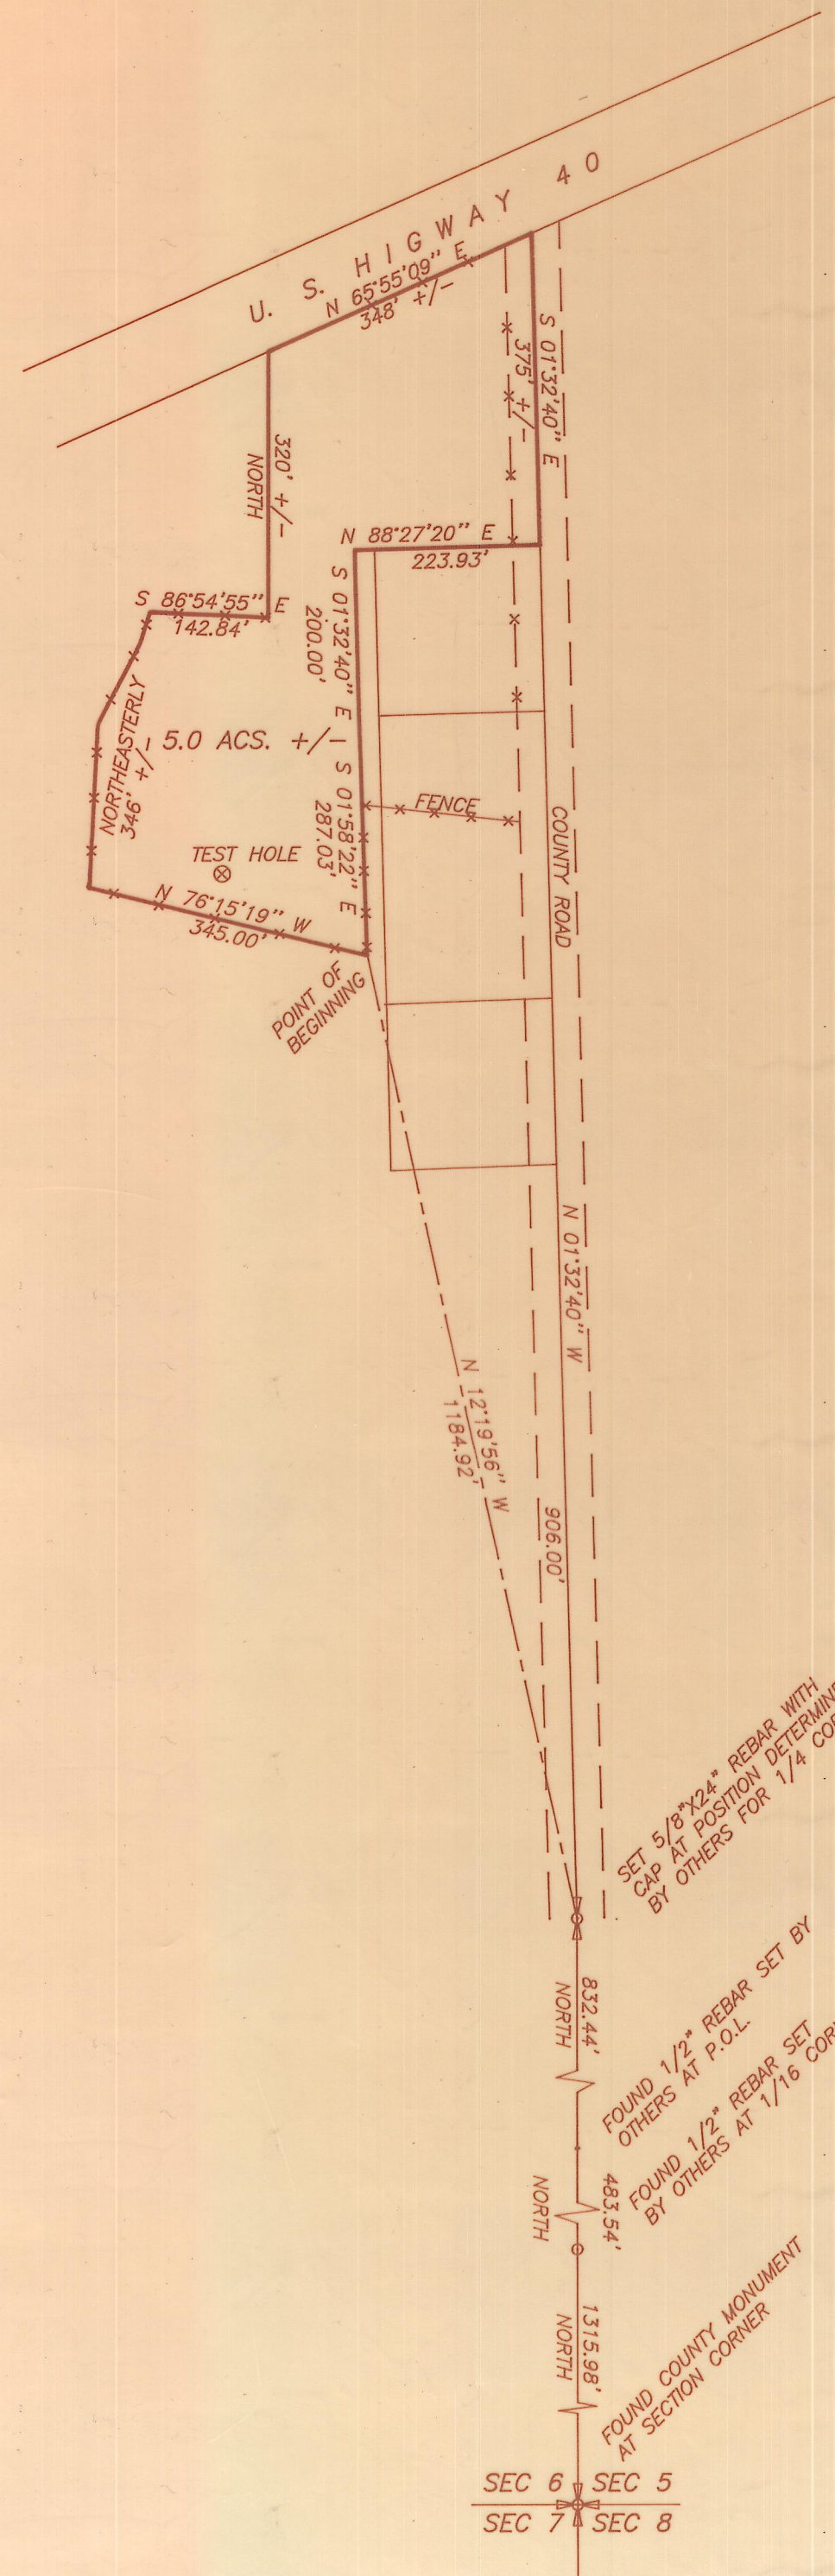 U. S. HIGWAY 40
N 65°55'09" E
348' +/-
S 01°32'40" E
375' +/-
320' +/-
NORTH
N 88°27'20" E
223.93'
S 86°54'55" E
142.84'
S 01°32'40" E
200.00'
NORTHEASTERLY
346' +/-
5.0 ACS. +/-
S 01°58'22" E
287.03'
FENCE
COUNTY ROAD
TEST HOLE
N 76°15'19" W
345.00'
POINT OF
BEGINNING
N 01°32'40" W
906.00'
N 12°19'56" W
1184.92'
SET 5/8"X24" REBAR WITH
CAP AT POSITION DETERMINE
BY OTHERS FOR 1/4 COR
832.44'
NORTH
FOUND 1/2" REBAR SET BY
OTHERS AT P.O.L.
FOUND 1/2" REBAR SET
BY OTHERS AT 1/16 COR
483.54'
NORTH
1315.98'
NORTH
FOUND COUNTY MONUMENT
AT SECTION CORNER
SEC 6 SEC 5
SEC 7 SEC 8